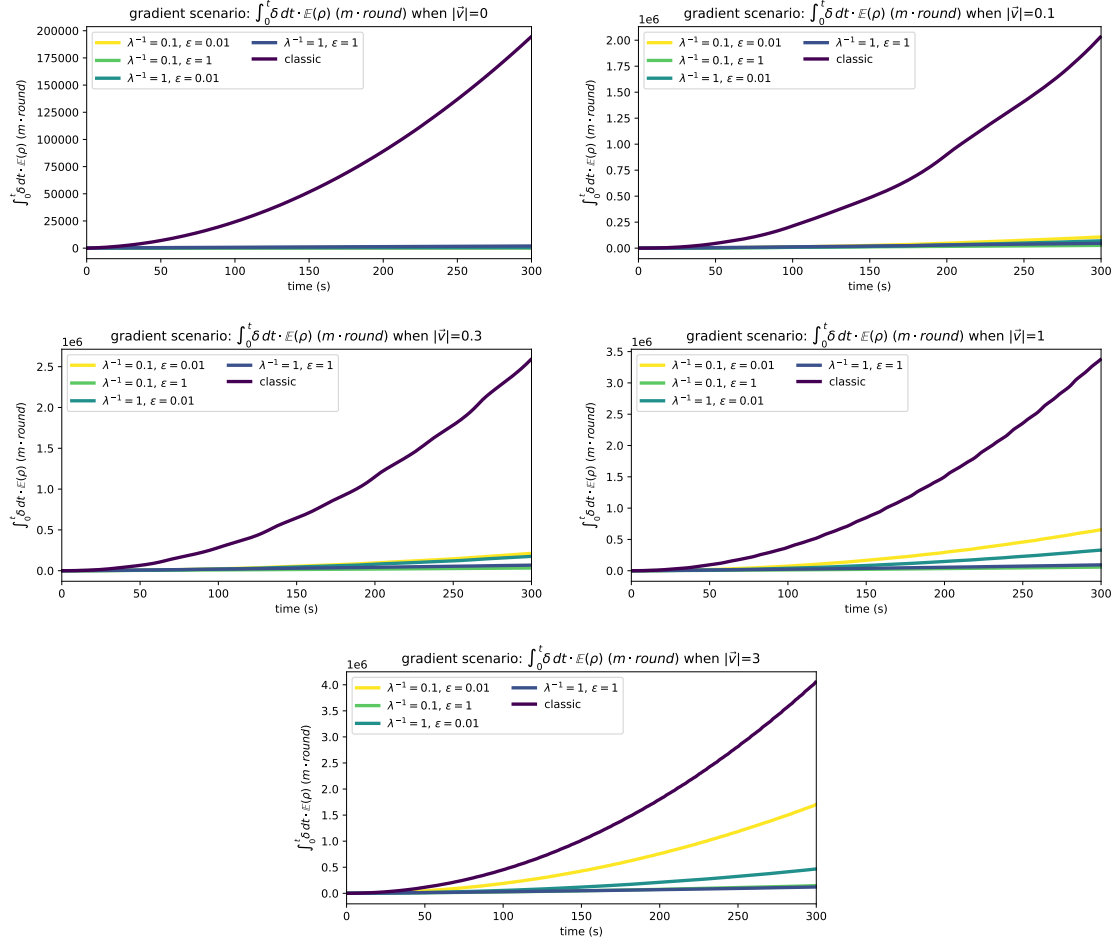 gradient scenario: ∫₀ᵗ δ dt · 𝔼(ρ) (m · round) when |v⃗|=0
gradient scenario: ∫₀ᵗ δ dt · 𝔼(ρ) (m · round) when |v⃗|=0.1
1e6
200000
175000
150000
125000
100000
75000
50000
25000
0
2.00
1.75
1.50
1.25
1.00
0.75
0.50
0.25
0.00
λ⁻¹ = 0.1, ε = 0.01
λ⁻¹ = 0.1, ε = 1
λ⁻¹ = 1, ε = 0.01
λ⁻¹ = 1, ε = 1
classic
λ⁻¹ = 0.1, ε = 0.01
λ⁻¹ = 0.1, ε = 1
λ⁻¹ = 1, ε = 0.01
λ⁻¹ = 1, ε = 1
classic
∫₀ᵗ δ dt · 𝔼(ρ) (m · round)
∫₀ᵗ δ dt · 𝔼(ρ) (m · round)
0 50 100 150 200 250 300
0 50 100 150 200 250 300
time (s)
time (s)
gradient scenario: ∫₀ᵗ δ dt · 𝔼(ρ) (m · round) when |v⃗|=0.3
gradient scenario: ∫₀ᵗ δ dt · 𝔼(ρ) (m · round) when |v⃗|=1
1e6
1e6
2.5
2.0
1.5
1.0
0.5
0.0
3.5
3.0
2.5
2.0
1.5
1.0
0.5
0.0
λ⁻¹ = 0.1, ε = 0.01
λ⁻¹ = 0.1, ε = 1
λ⁻¹ = 1, ε = 0.01
λ⁻¹ = 1, ε = 1
classic
λ⁻¹ = 0.1, ε = 0.01
λ⁻¹ = 0.1, ε = 1
λ⁻¹ = 1, ε = 0.01
λ⁻¹ = 1, ε = 1
classic
∫₀ᵗ δ dt · 𝔼(ρ) (m · round)
∫₀ᵗ δ dt · 𝔼(ρ) (m · round)
0 50 100 150 200 250 300
0 50 100 150 200 250 300
time (s)
time (s)
gradient scenario: ∫₀ᵗ δ dt · 𝔼(ρ) (m · round) when |v⃗|=3
1e6
4.0
3.5
3.0
2.5
2.0
1.5
1.0
0.5
0.0
λ⁻¹ = 0.1, ε = 0.01
λ⁻¹ = 0.1, ε = 1
λ⁻¹ = 1, ε = 0.01
λ⁻¹ = 1, ε = 1
classic
∫₀ᵗ δ dt · 𝔼(ρ) (m · round)
0 50 100 150 200 250 300
time (s)